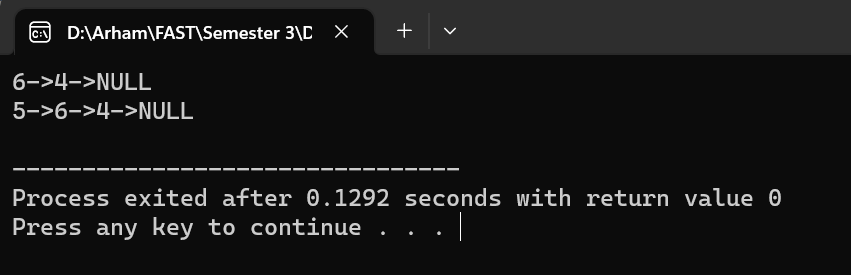 D:\Arham\FAST\Semester 3\D
6->4->NULL
5->6->4->NULL
--------------------------------
Process exited after 0.1292 seconds with return value 0
Press any key to continue . . .